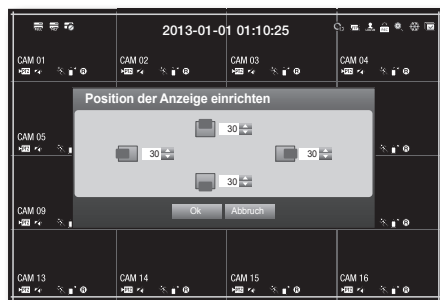 2013-01-01 01:10:25
CAM 01 CAM 02 CAM 03 CAM 04
Position der Anzeige einrichten
30
CAM 05
30 30
30
CAM 09
Ok Abbruch
CAM 13 CAM 14 CAM 15 CAM 16